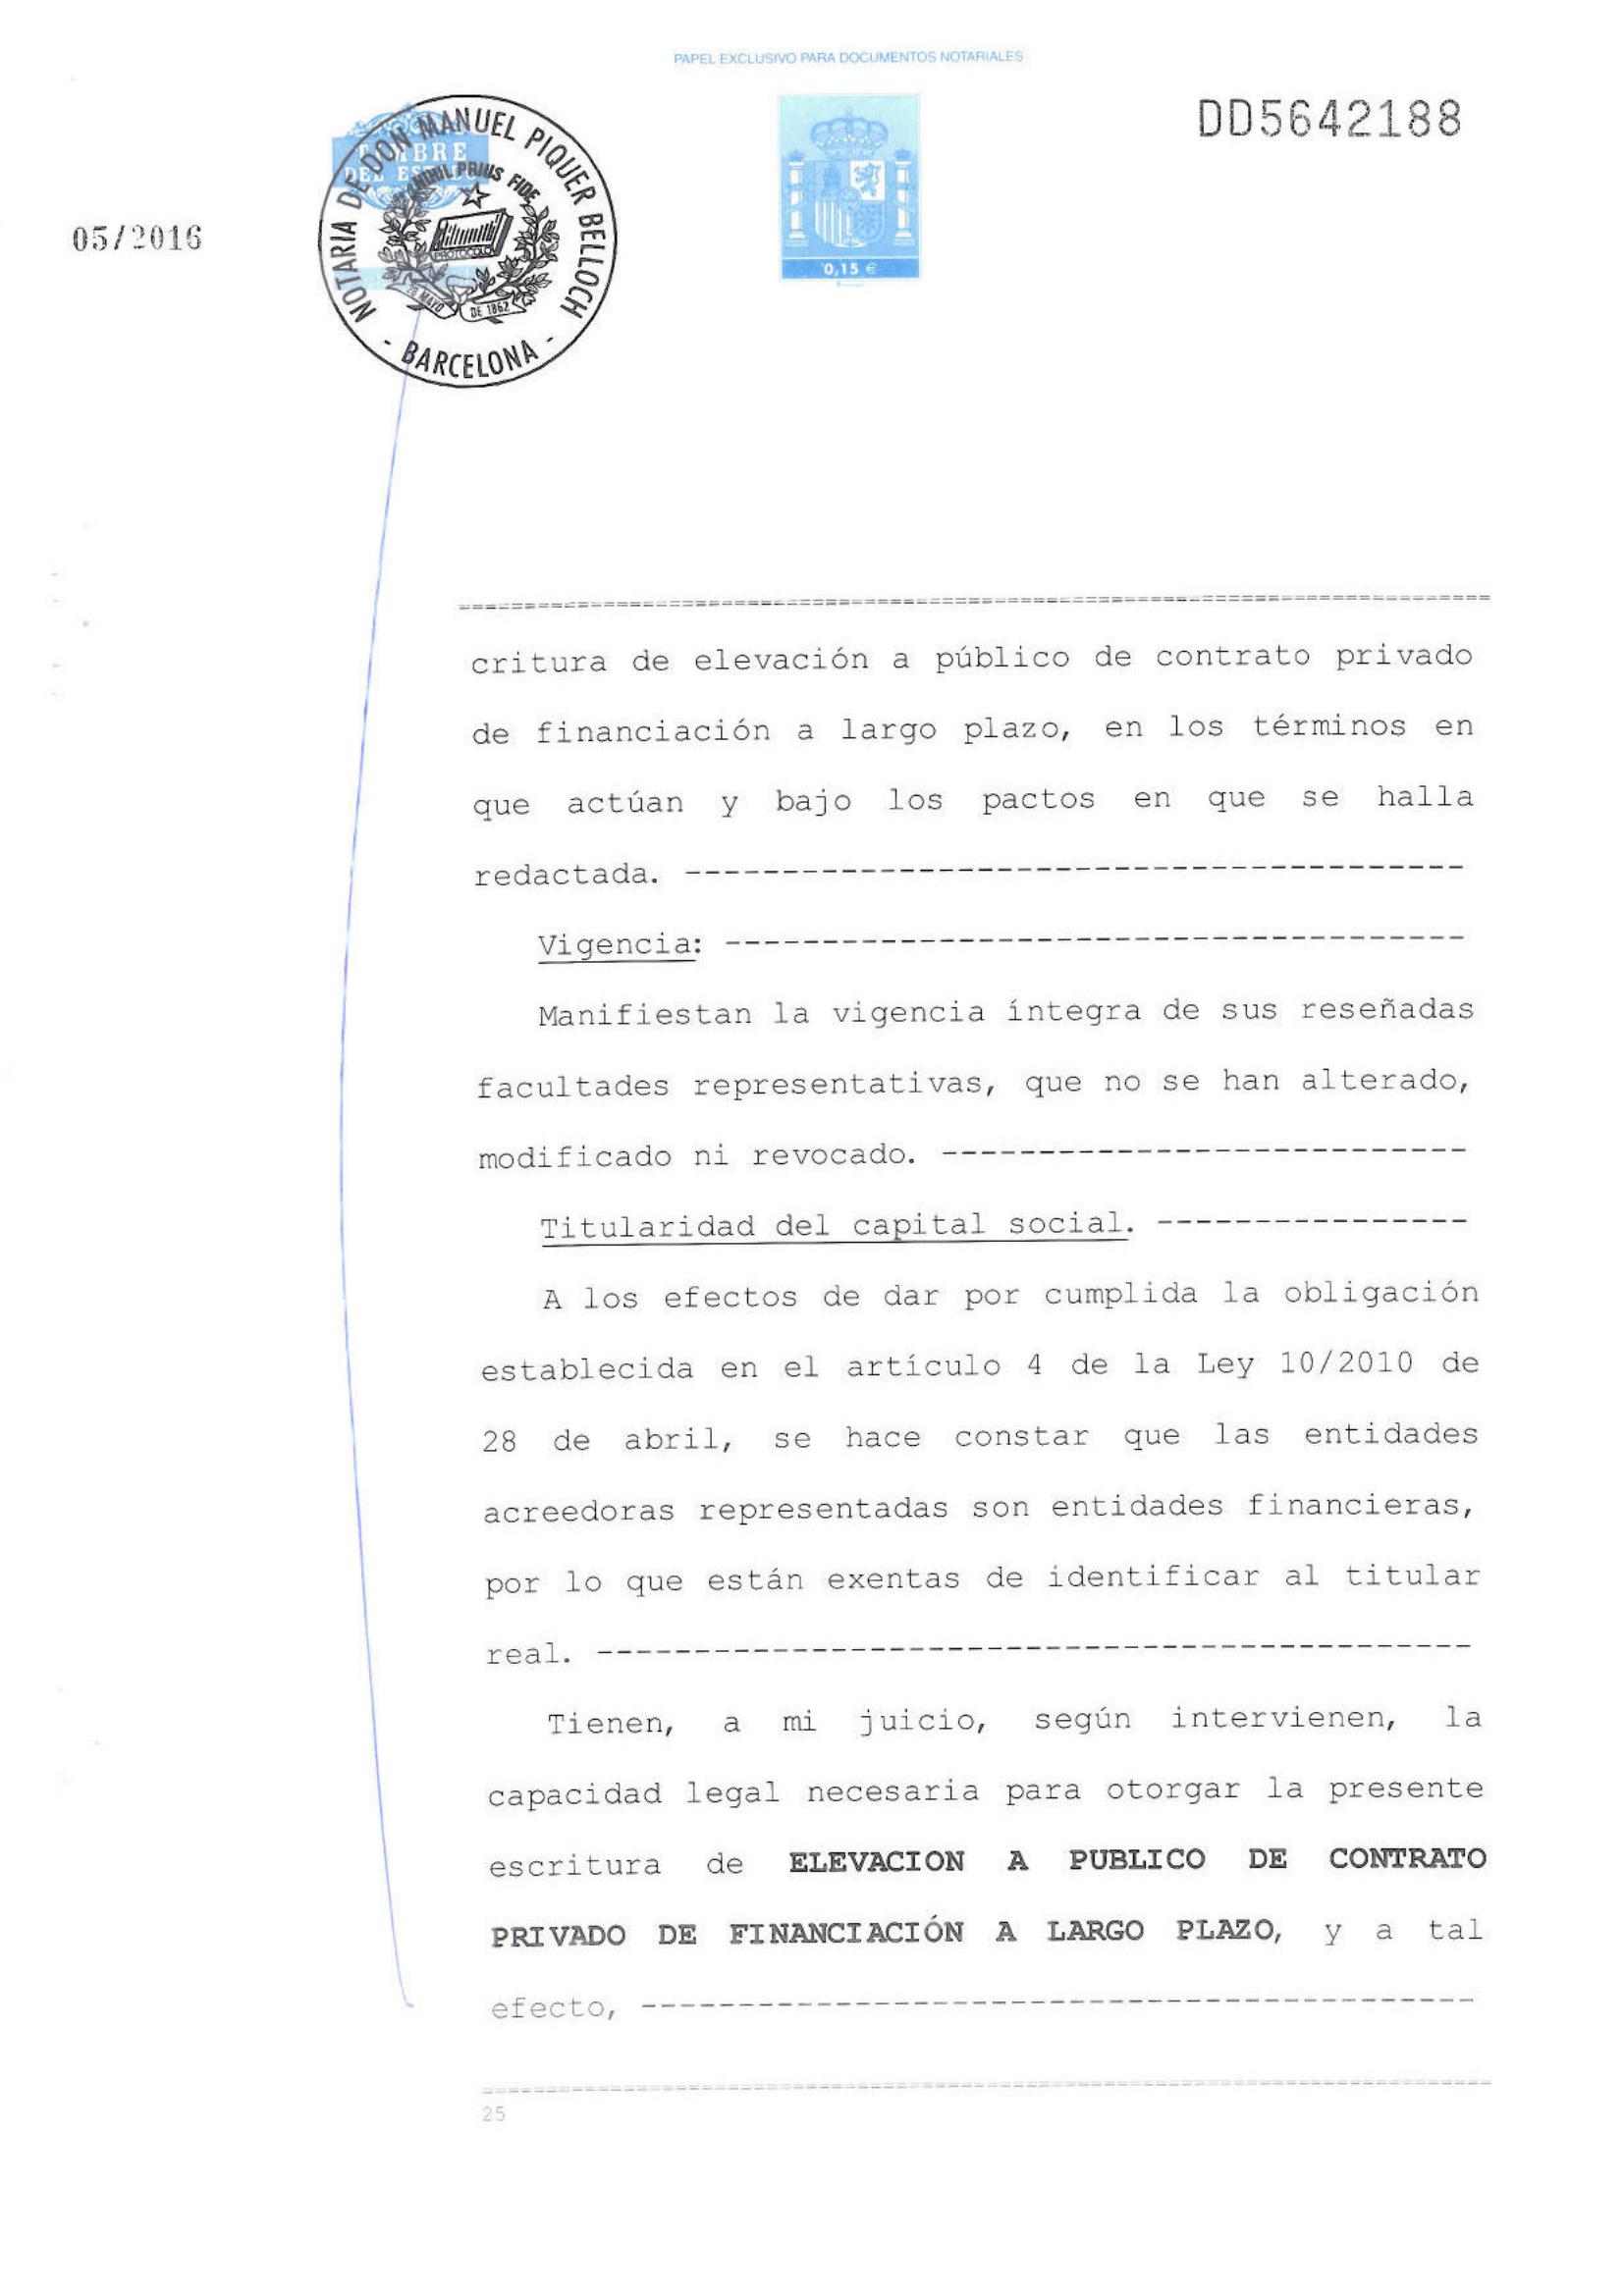 PAPEL EXCLUSIVO PARA DOCUMENTOS NOTARIALES
DD5642188
NOTARIA DE DON MANUEL PIQUER BELLOCH
- BARCELONA -
NIHIL PRIUS FIDE
PROTOCOLO
DE 1862
05/2016
0,15 €
critura de elevación a público de contrato privado
de financiación a largo plazo, en los términos en
que actúan y bajo los pactos en que se halla
redactada. ----------------------------------------
Vigencia: --------------------------------------
Manifiestan la vigencia íntegra de sus reseñadas
facultades representativas, que no se han alterado,
modificado ni revocado. ---------------------------
Titularidad del capital social. ----------------
A los efectos de dar por cumplida la obligación
establecida en el artículo 4 de la Ley 10/2010 de
28 de abril, se hace constar que las entidades
acreedoras representadas son entidades financieras,
por lo que están exentas de identificar al titular
real. ---------------------------------------------
Tienen, a mi juicio, según intervienen, la
capacidad legal necesaria para otorgar la presente
escritura de ELEVACION A PUBLICO DE CONTRATO
PRIVADO DE FINANCIACIÓN A LARGO PLAZO, y a tal
efecto, -------------------------------------------
25